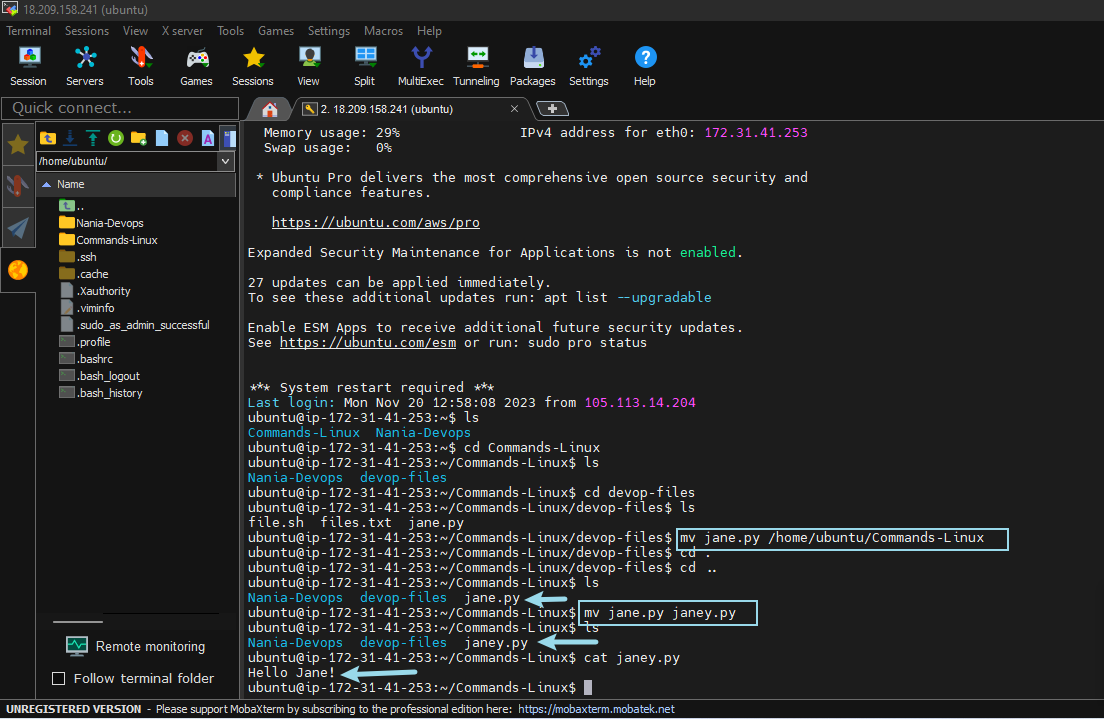 18.209.158.241 (ubuntu)
Terminal Sessions View X server Tools Games Settings Macros Help
Session Servers Tools Games Sessions View Split MultiExec Tunneling Packages Settings Help
Quick connect...
2. 18.209.158.241 (ubuntu)
/home/ubuntu/
Name
..
Nania-Devops
Commands-Linux
.ssh
.cache
.Xauthority
.viminfo
.sudo_as_admin_successful
.profile
.bashrc
.bash_logout
.bash_history
Remote monitoring
Follow terminal folder
Memory usage: 29% IPv4 address for eth0: 172.31.41.253
Swap usage: 0%
* Ubuntu Pro delivers the most comprehensive open source security and
compliance features.
https://ubuntu.com/aws/pro
Expanded Security Maintenance for Applications is not enabled.
27 updates can be applied immediately.
To see these additional updates run: apt list --upgradable
Enable ESM Apps to receive additional future security updates.
See https://ubuntu.com/esm or run: sudo pro status
*** System restart required ***
Last login: Mon Nov 20 12:58:08 2023 from 105.113.14.204
ubuntu@ip-172-31-41-253:~$ ls
Commands-Linux Nania-Devops
ubuntu@ip-172-31-41-253:~$ cd Commands-Linux
ubuntu@ip-172-31-41-253:~/Commands-Linux$ ls
Nania-Devops devop-files
ubuntu@ip-172-31-41-253:~/Commands-Linux$ cd devop-files
ubuntu@ip-172-31-41-253:~/Commands-Linux/devop-files$ ls
file.sh files.txt jane.py
ubuntu@ip-172-31-41-253:~/Commands-Linux/devop-files$ mv jane.py /home/ubuntu/Commands-Linux
ubuntu@ip-172-31-41-253:~/Commands-Linux/devop-files$ cd .
ubuntu@ip-172-31-41-253:~/Commands-Linux/devop-files$ cd ..
ubuntu@ip-172-31-41-253:~/Commands-Linux$ ls
Nania-Devops devop-files jane.py
ubuntu@ip-172-31-41-253:~/Commands-Linux$ mv jane.py janey.py
ubuntu@ip-172-31-41-253:~/Commands-Linux$ ls
Nania-Devops devop-files janey.py
ubuntu@ip-172-31-41-253:~/Commands-Linux$ cat janey.py
Hello Jane!
ubuntu@ip-172-31-41-253:~/Commands-Linux$
UNREGISTERED VERSION - Please support MobaXterm by subscribing to the professional edition here: https://mobaxterm.mobatek.net